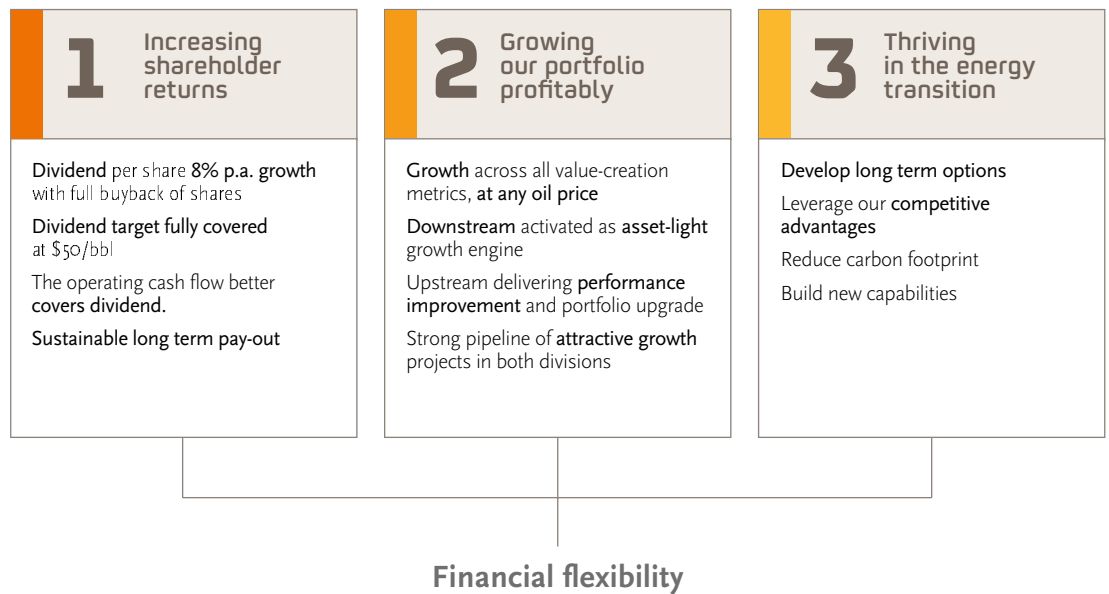 1
Increasing
shareholder
returns
Dividend per share 8% p.a. growth
with full buyback of shares
Dividend target fully covered
at $50/bbl
The operating cash flow better
covers dividend.
Sustainable long term pay-out
2
Growing
our portfolio
profitably
Growth across all value-creation
metrics, at any oil price
Downstream activated as asset-light
growth engine
Upstream delivering performance
improvement and portfolio upgrade
Strong pipeline of attractive growth
projects in both divisions
3
Thriving
in the energy
transition
Develop long term options
Leverage our competitive
advantages
Reduce carbon footprint
Build new capabilities
Financial flexibility